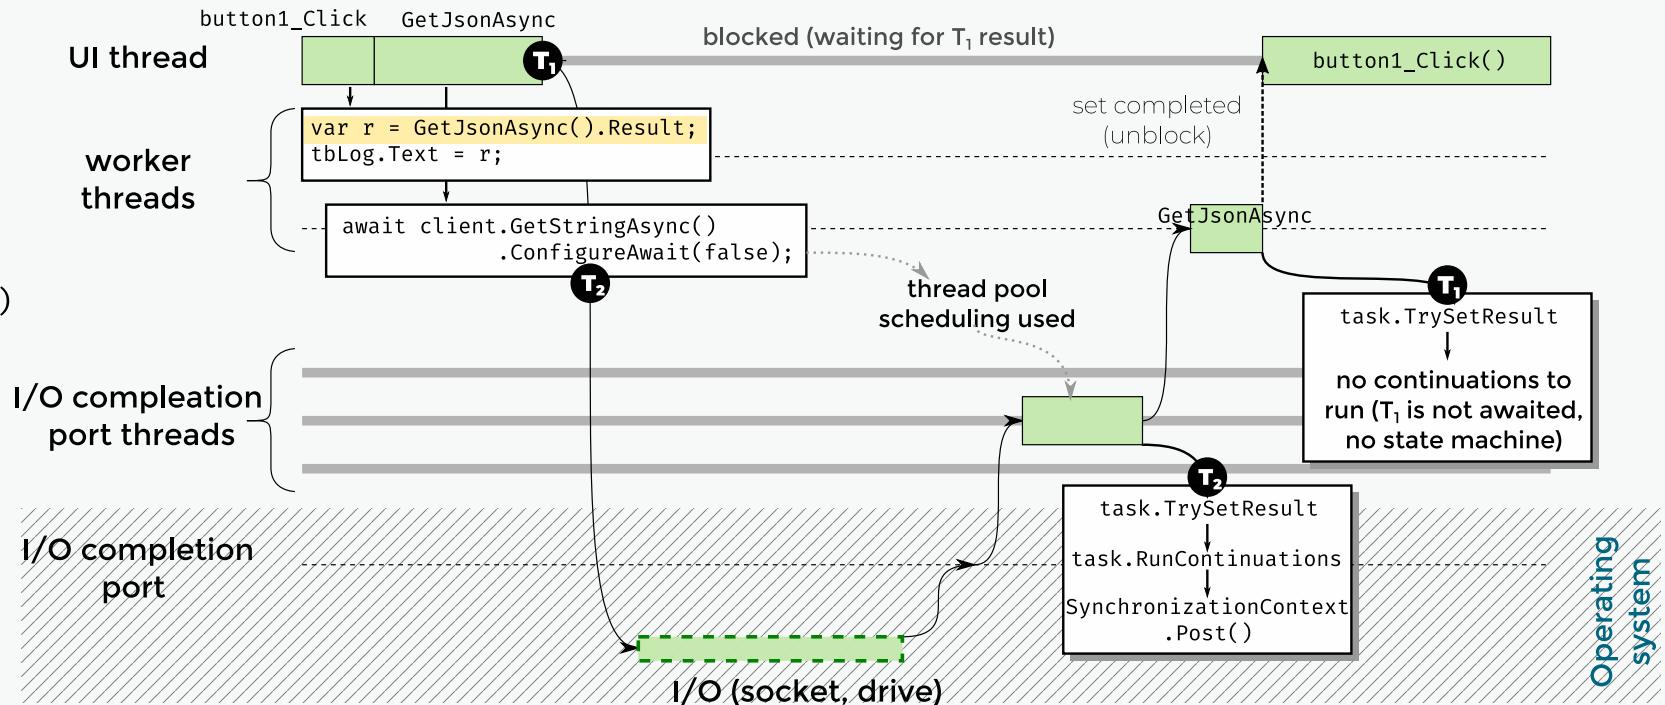 button1_Click
GetJsonAsync
UI thread
T1
blocked (waiting for T1 result)
button1_Click()
set completed
(unblock)
worker
threads
var r = GetJsonAsync().Result;
tbLog.Text = r;
await client.GetStringAsync()
.ConfigureAwait(false);
T2
GetJsonAsync
)
thread pool
scheduling used
T1
task.TrySetResult
no continuations to
run (T1 is not awaited,
no state machine)
I/O compleation
port threads
T2
task.TrySetResult
task.RunContinuations
SynchronizationContext
.Post()
I/O completion
port
I/O (socket, drive)
Operating
system